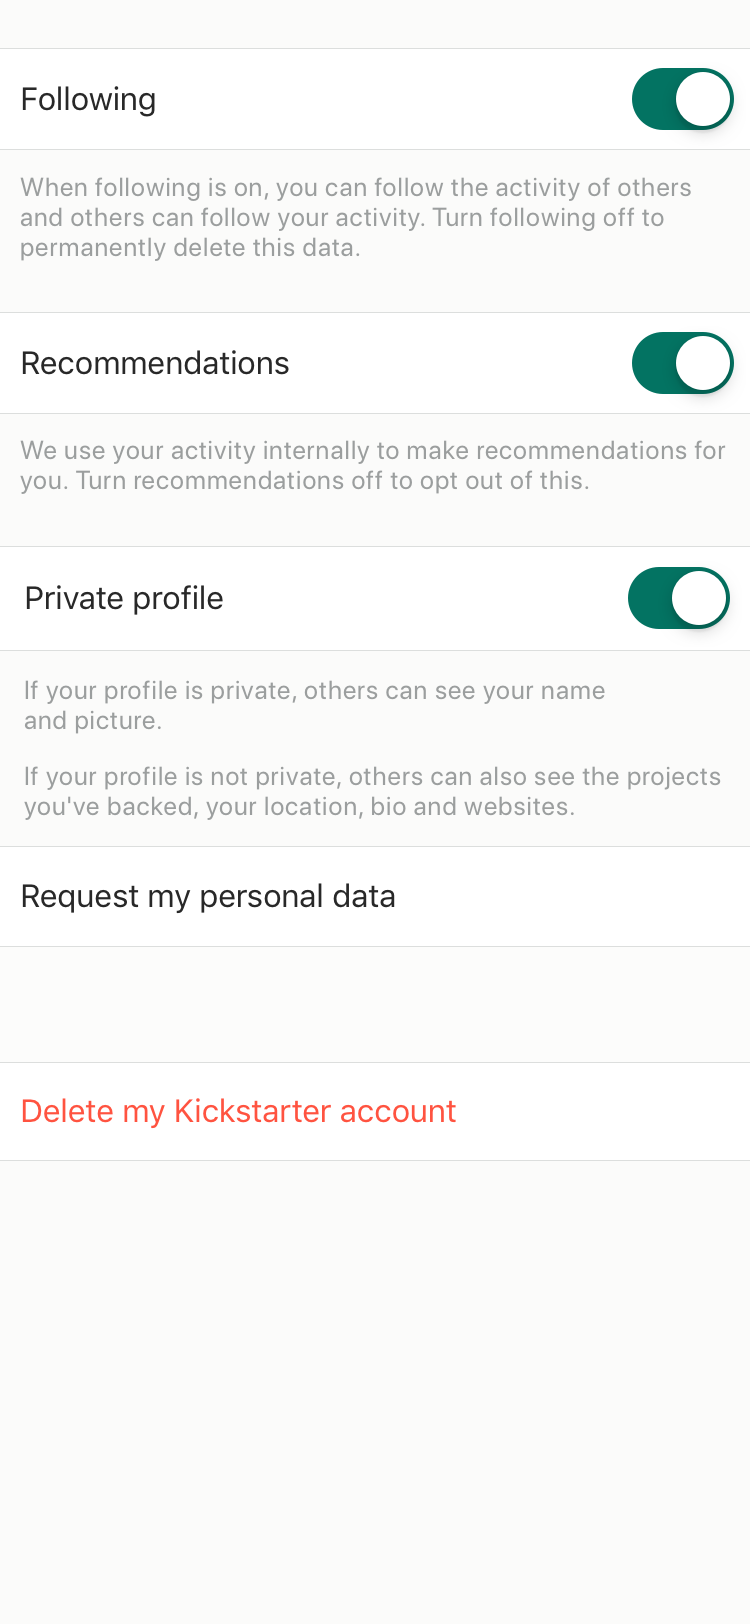 Following
When following is on, you can follow the activity of others
and others can follow your activity. Turn following off to
permanently delete this data.
Recommendations
We use your activity internally to make recommendations for
you. Turn recommendations off to opt out of this.
Private profile
If your profile is private, others can see your name
and picture.
If your profile is not private, others can also see the projects
you've backed, your location, bio and websites.
Request my personal data
Delete my Kickstarter account